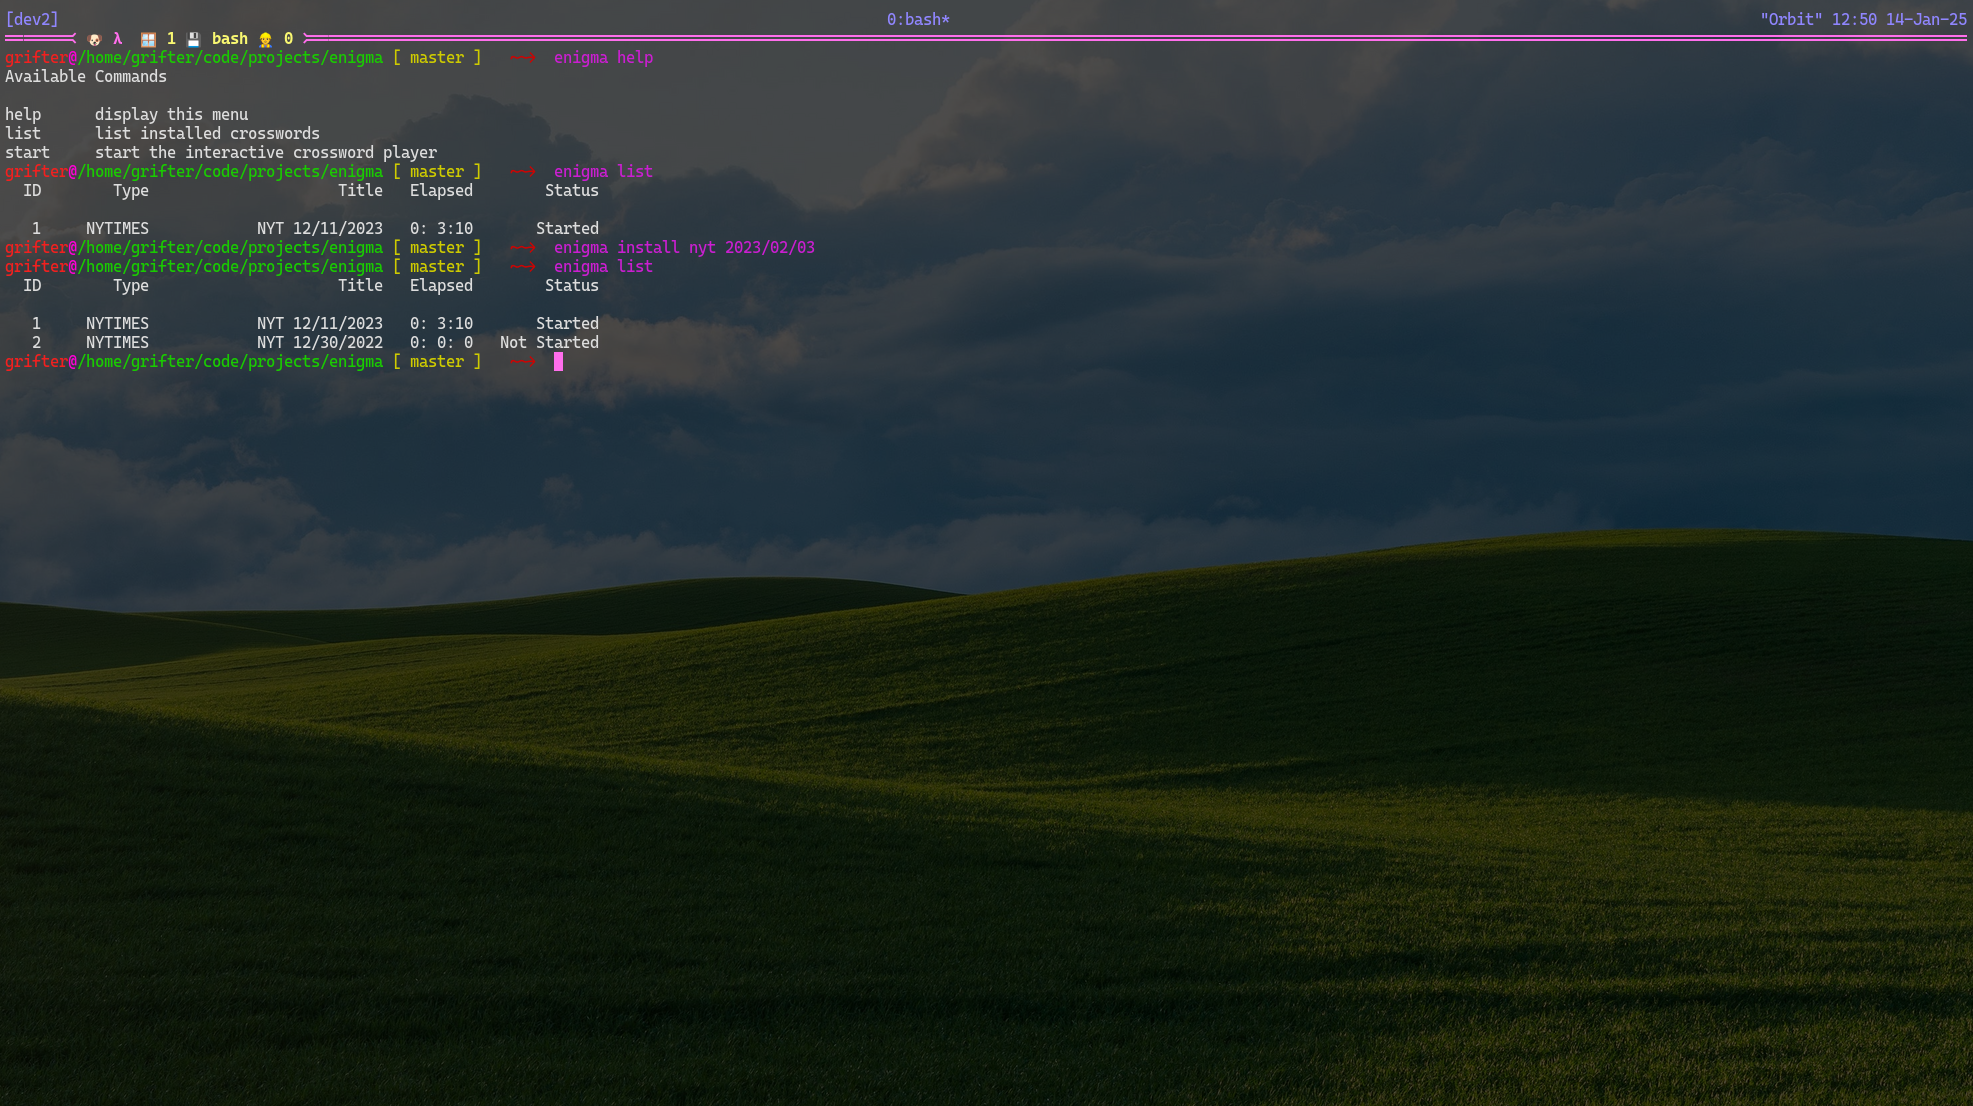 [dev2] 0:bash* "Orbit" 12:50 14-Jan-25
λ 1 bash 0
grifter@/home/grifter/code/projects/enigma [ master ] ~~> enigma help
Available Commands
help display this menu
list list installed crosswords
start start the interactive crossword player
grifter@/home/grifter/code/projects/enigma [ master ] ~~> enigma list
ID Type Title Elapsed Status
1 NYTIMES NYT 12/11/2023 0: 3:10 Started
grifter@/home/grifter/code/projects/enigma [ master ] ~~> enigma install nyt 2023/02/03
grifter@/home/grifter/code/projects/enigma [ master ] ~~> enigma list
ID Type Title Elapsed Status
1 NYTIMES NYT 12/11/2023 0: 3:10 Started
2 NYTIMES NYT 12/30/2022 0: 0: 0 Not Started
grifter@/home/grifter/code/projects/enigma [ master ] ~~>